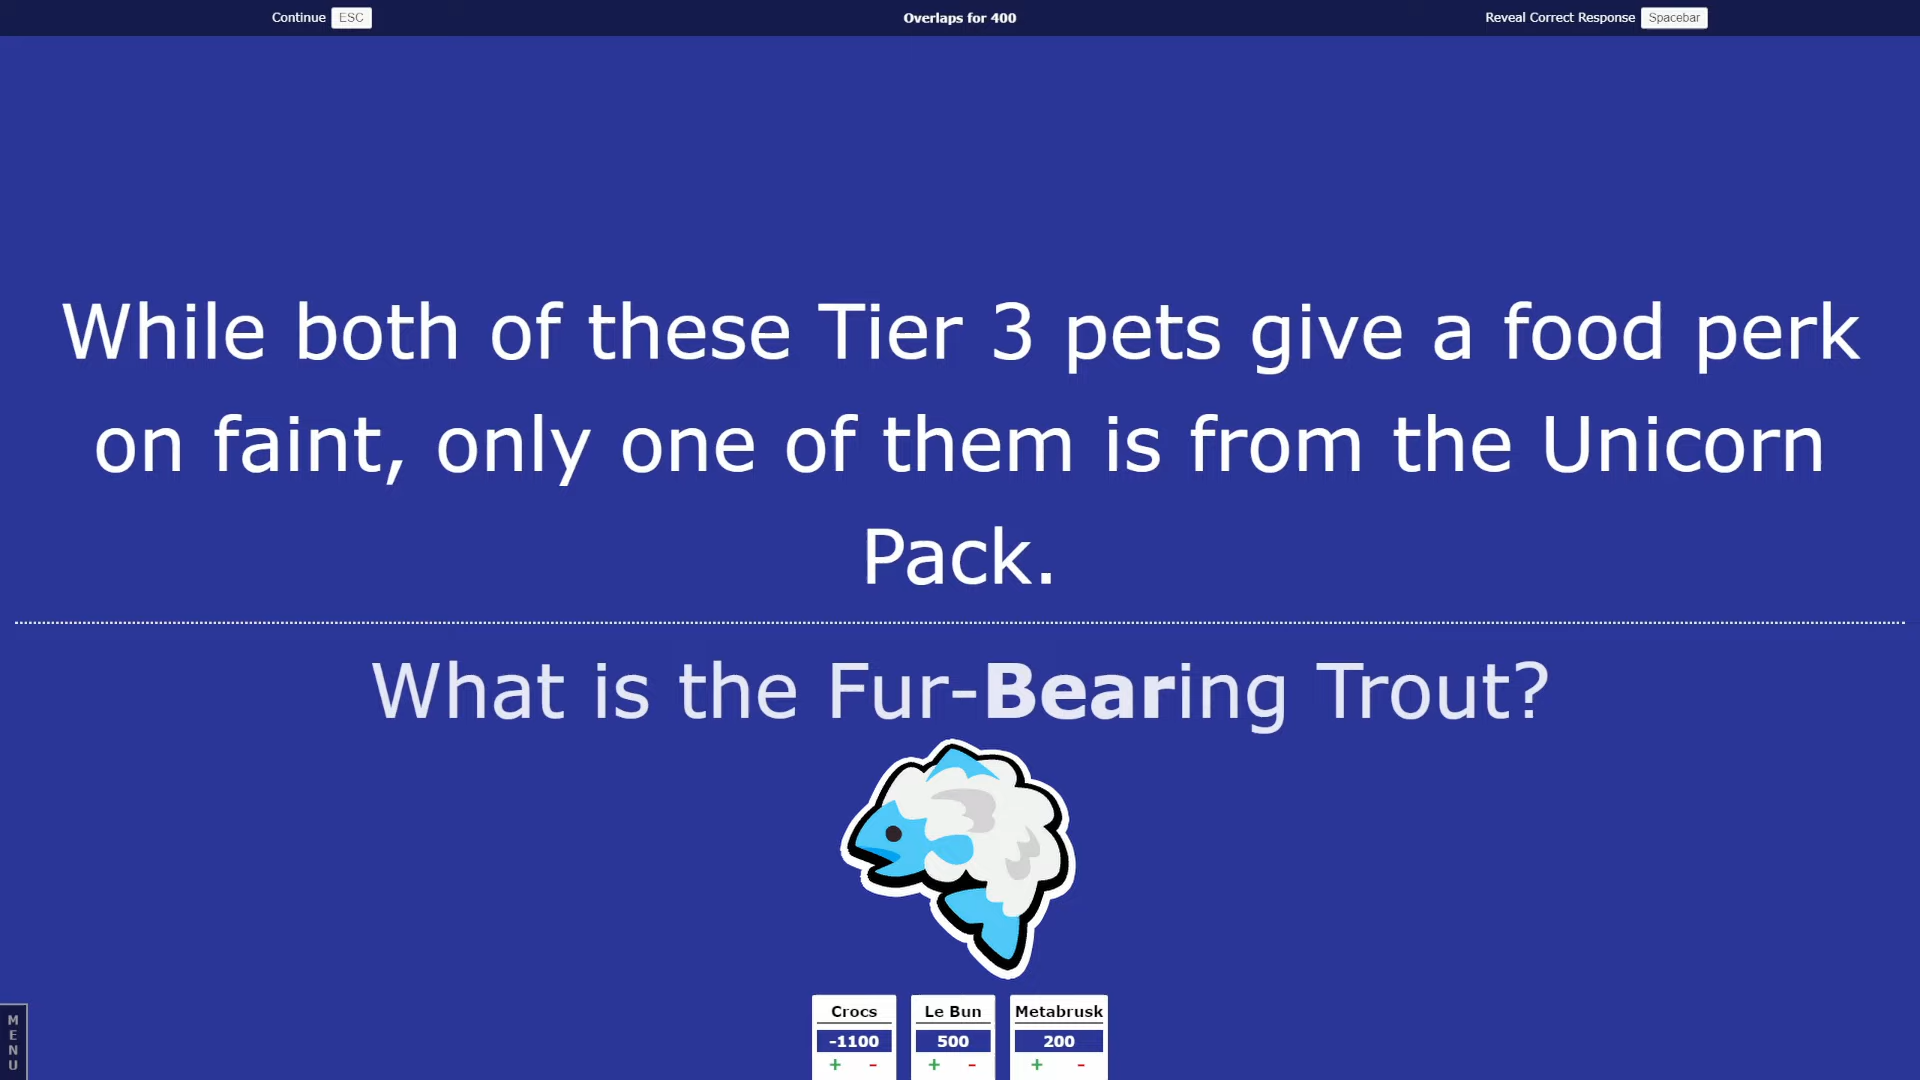 Continue ESC
Overlaps for 400
Reveal Correct Response Spacebar
While both of these Tier 3 pets give a food perk
on faint, only one of them is from the Unicorn
Pack.
What is the Fur-Bearing Trout?
Crocs Le Bun Metabrusk
-1100 500 200
+ - + - + -
MENU